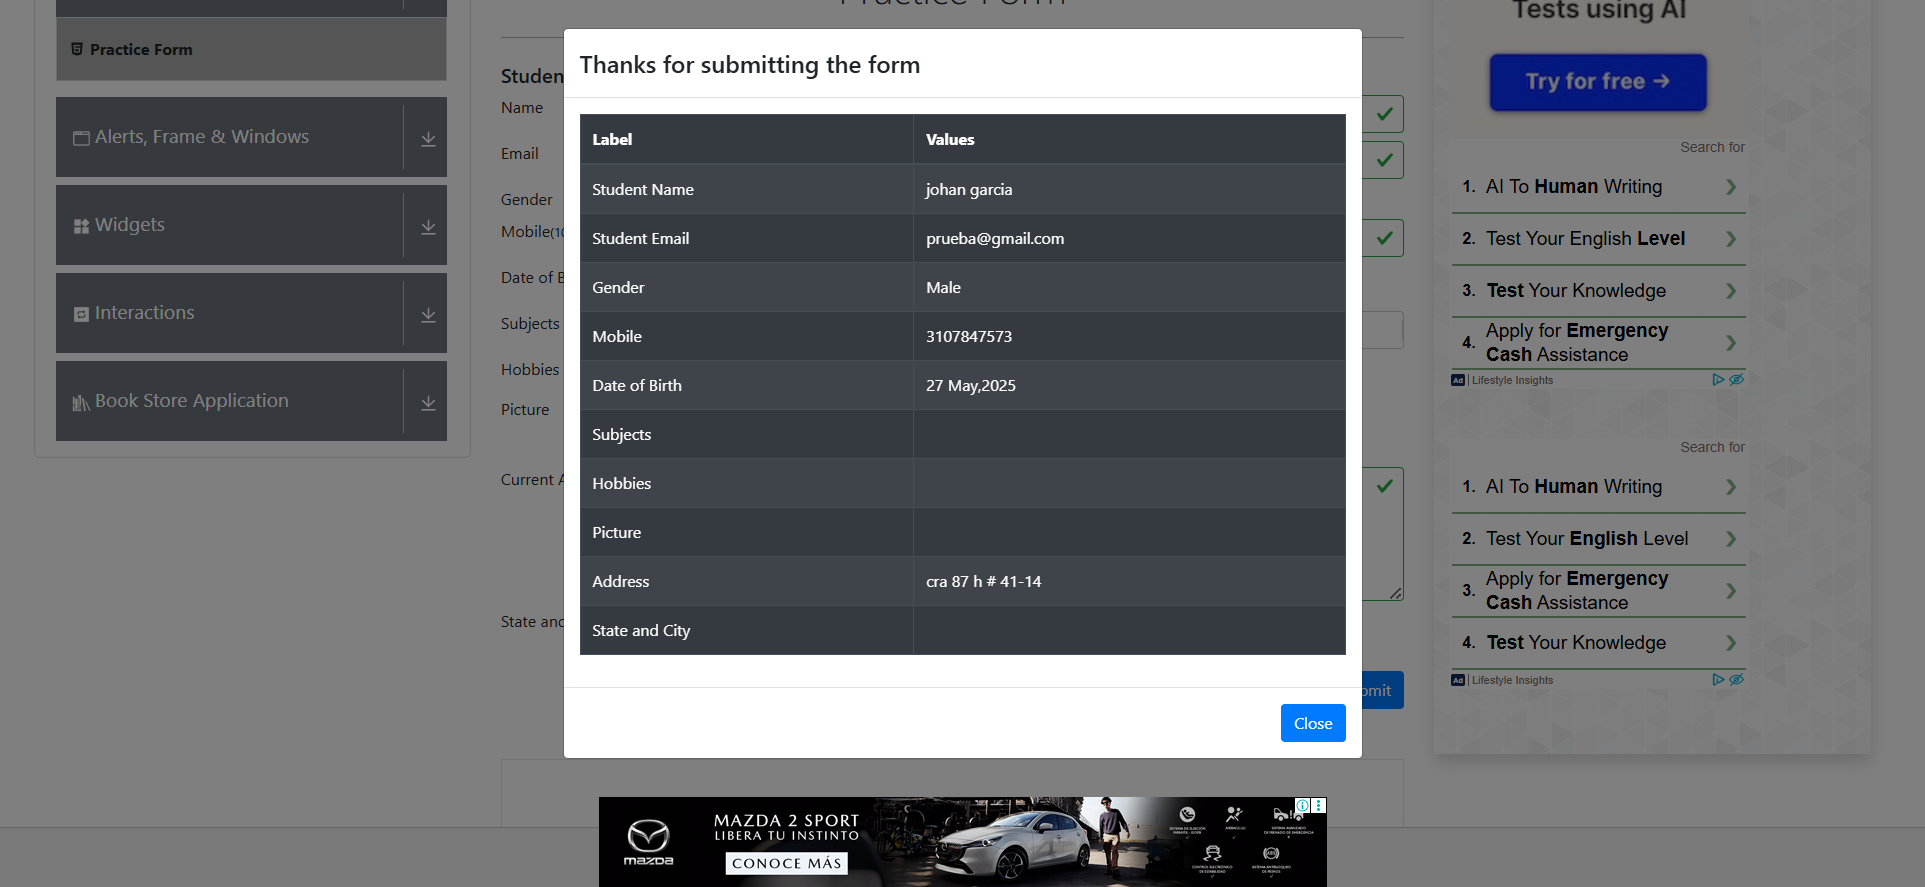 Practice Form
Practice Form
Alerts, Frame & Windows
Widgets
Interactions
Book Store Application
Studen
Name
Email
Gender
Mobile(10
Date of B
Subjects
Hobbies
Picture
Current A
State and
Thanks for submitting the form
Label Values
Student Name johan garcia
Student Email prueba@gmail.com
Gender Male
Mobile 3107847573
Date of Birth 27 May,2025
Subjects
Hobbies
Picture
Address cra 87 h # 41-14
State and City
Close
omit
Tests using AI
Try for free →
Search for
1. AI To Human Writing
2. Test Your English Level
3. Test Your Knowledge
4. Apply for Emergency
Cash Assistance
Ad | Lifestyle Insights
Search for
1. AI To Human Writing
2. Test Your English Level
3. Apply for Emergency
Cash Assistance
4. Test Your Knowledge
Ad | Lifestyle Insights
mazda
MAZDA 2 SPORT
LIBERA TU INSTINTO
CONOCE MÁS